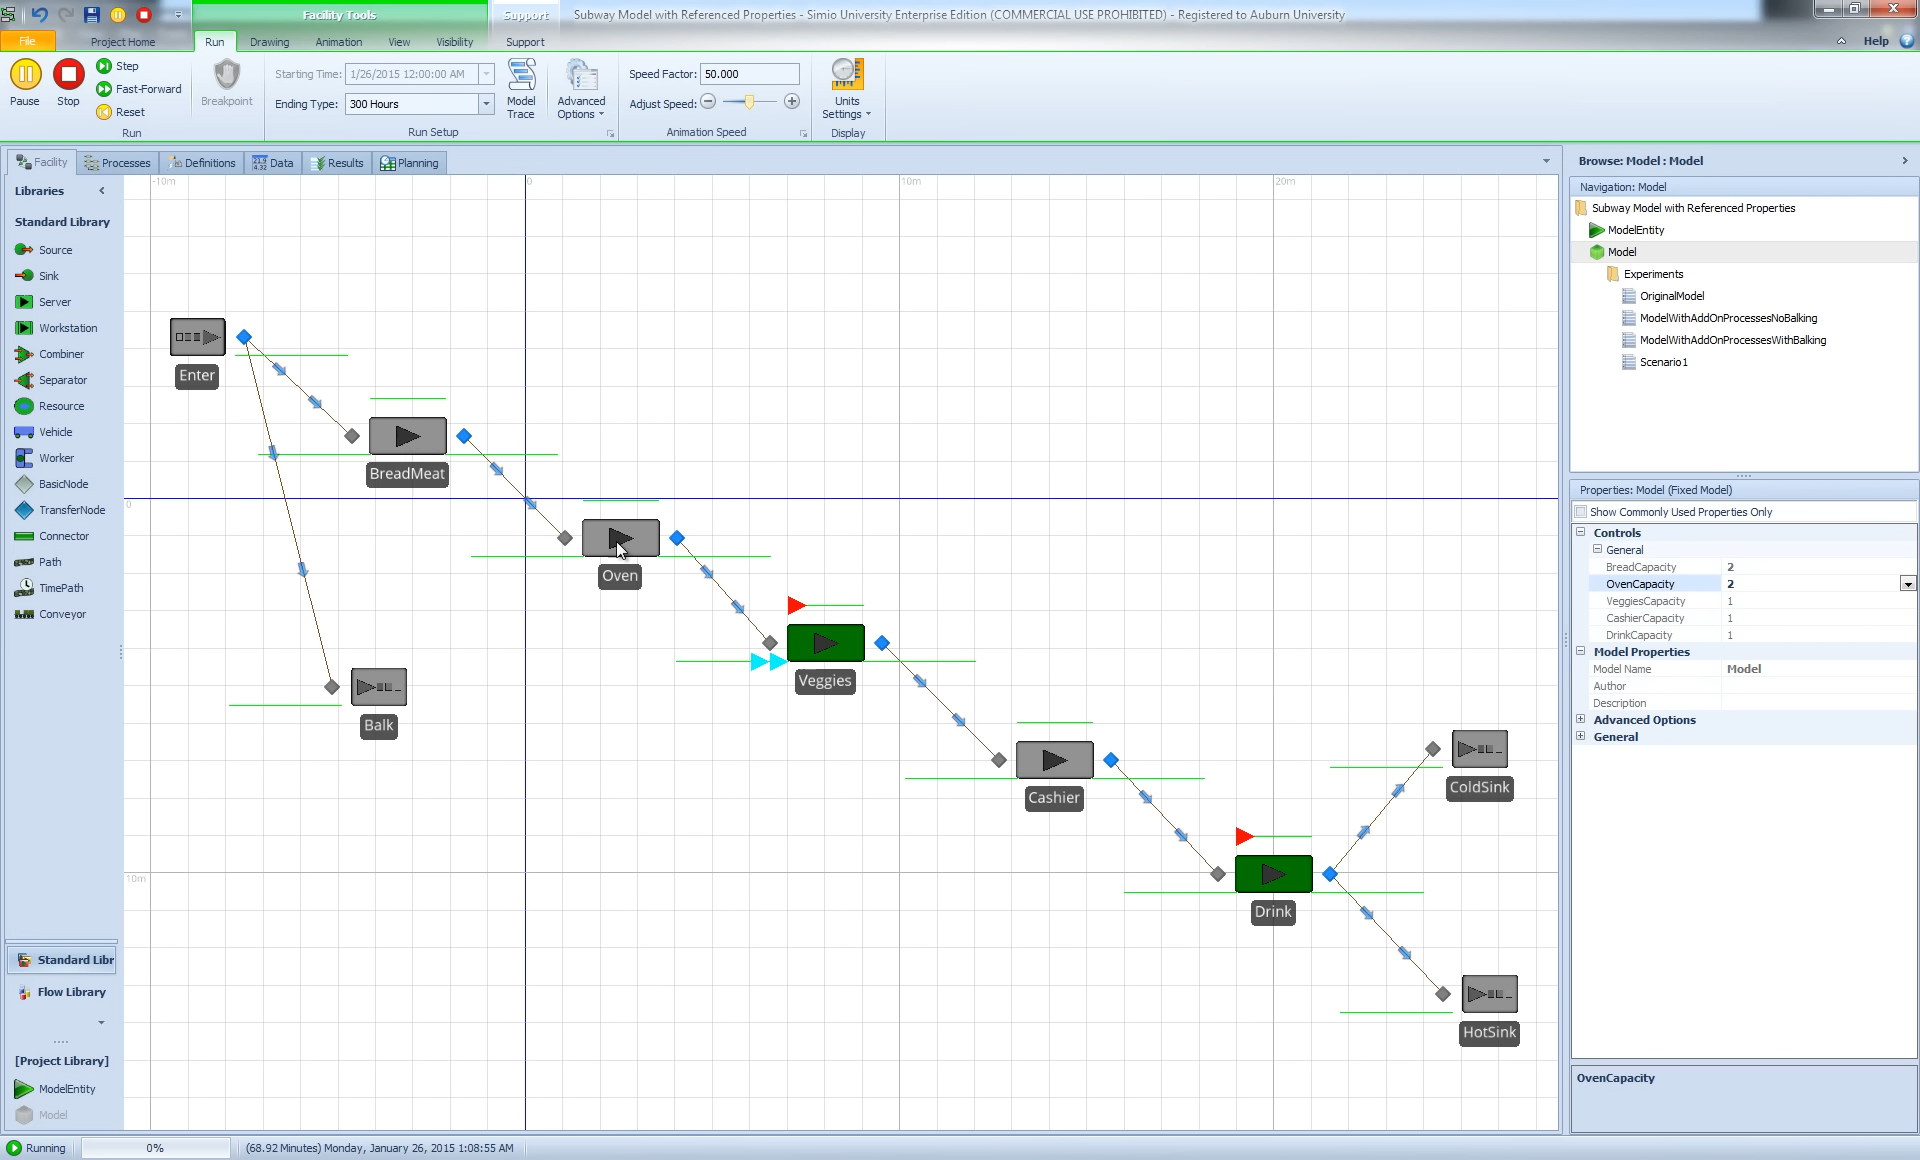 Facility Tools
Support
Subway Model with Referenced Properties - Simio University Enterprise Edition (COMMERCIAL USE PROHIBITED) - Registered to Auburn University
File
Project Home
Run
Drawing
Animation
View
Visibility
Support
Help
Pause
Stop
Step
Fast-Forward
Reset
Run
Breakpoint
Starting Time: 1/26/2015 12:00:00 AM
Ending Type: 300 Hours
Run Setup
Model Trace
Advanced Options
Speed Factor: 50.000
Adjust Speed:
Animation Speed
Units Settings
Display
Facility
Processes
Definitions
Data
Results
Planning
Libraries
Standard Library
Source
Sink
Server
Workstation
Combiner
Separator
Resource
Vehicle
Worker
BasicNode
TransferNode
Connector
Path
TimePath
Conveyor
Standard Libr
Flow Library
[Project Library]
ModelEntity
Model
-10m
0
10m
20m
0
10m
Enter
BreadMeat
Oven
Veggies
Balk
Cashier
ColdSink
Drink
HotSink
Browse: Model : Model
Navigation: Model
Subway Model with Referenced Properties
ModelEntity
Model
Experiments
OriginalModel
ModelWithAddOnProcessesNoBalking
ModelWithAddOnProcessesWithBalking
Scenario1
Properties: Model (Fixed Model)
Show Commonly Used Properties Only
Controls
General
BreadCapacity 2
OvenCapacity 2
VeggiesCapacity 1
CashierCapacity 1
DrinkCapacity 1
Model Properties
Model Name Model
Author
Description
Advanced Options
General
OvenCapacity
Running
0%
(68.92 Minutes) Monday, January 26, 2015 1:08:55 AM